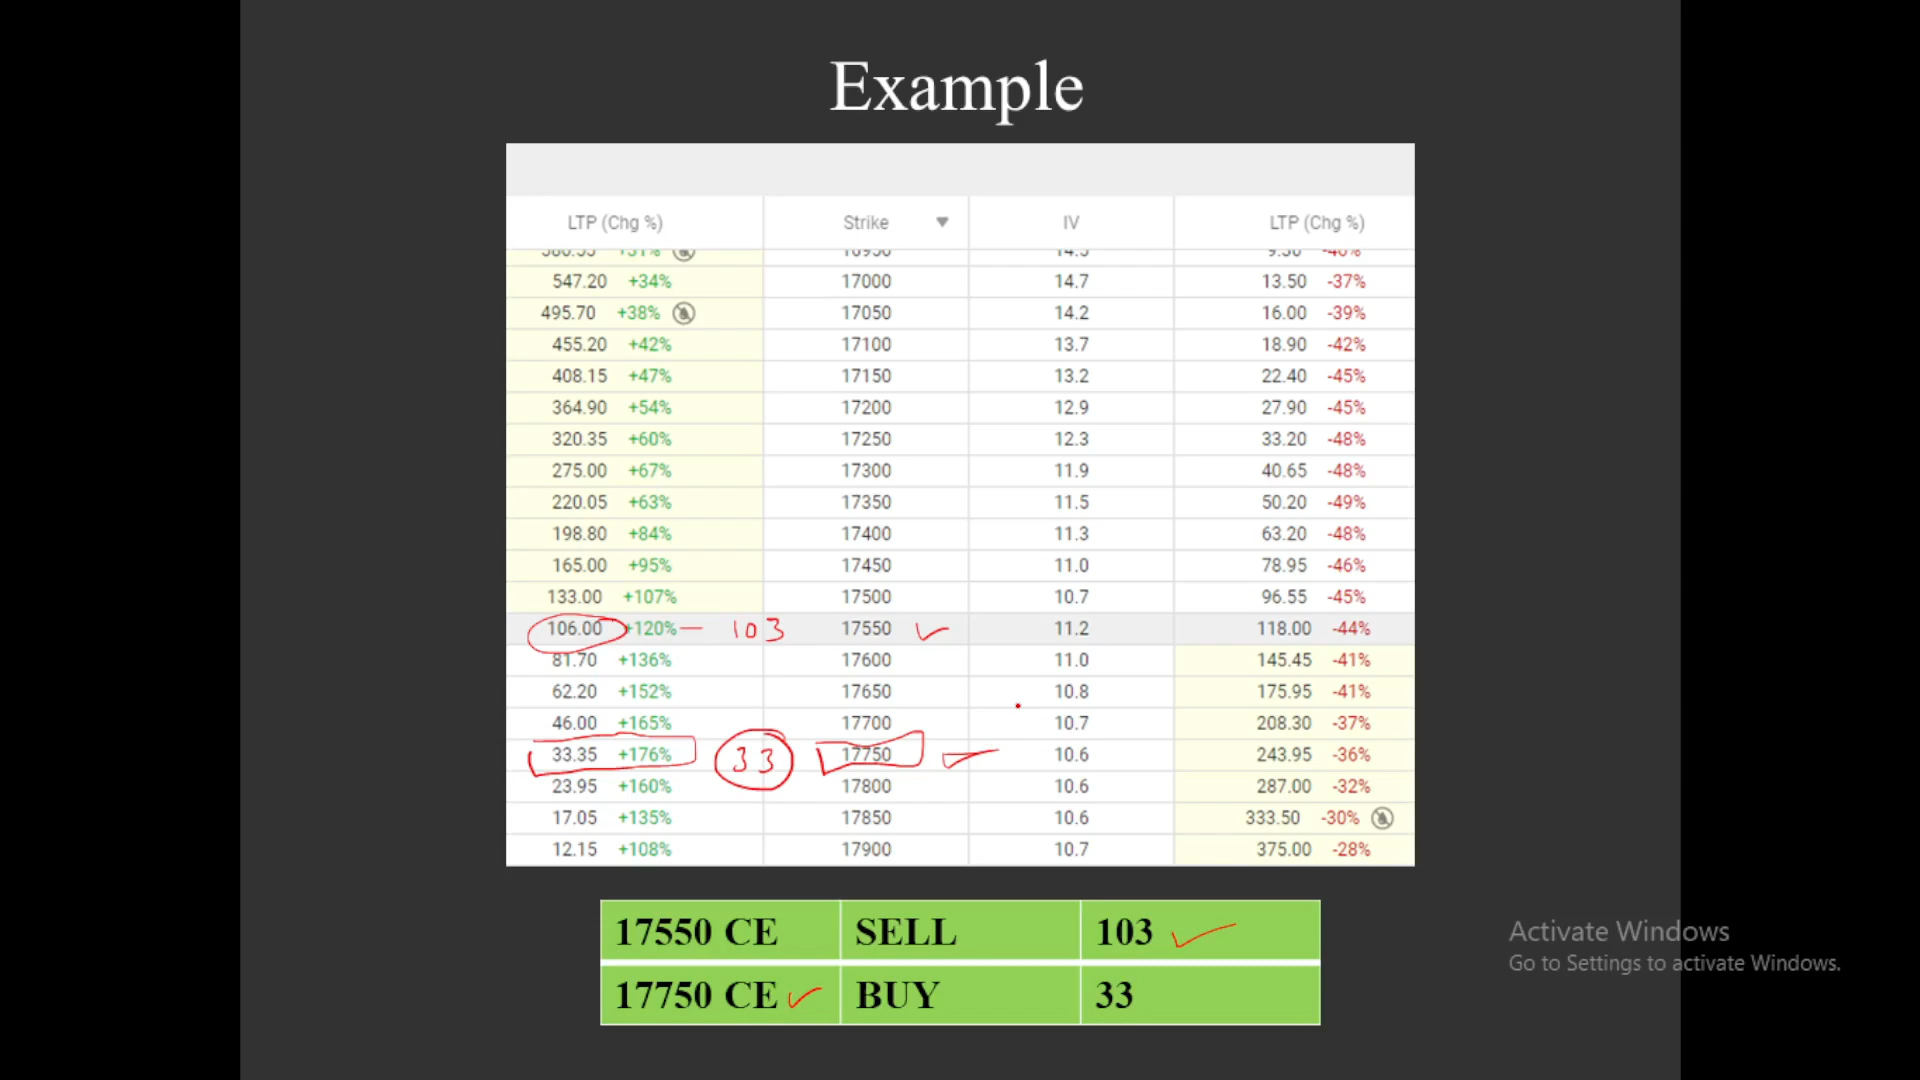 Example
LTP (Chg %) Strike IV LTP (Chg %)
16950 14.3 9.30 -40%
547.20 +34% 17000 14.7 13.50 -37%
495.70 +38% 17050 14.2 16.00 -39%
455.20 +42% 17100 13.7 18.90 -42%
408.15 +47% 17150 13.2 22.40 -45%
364.90 +54% 17200 12.9 27.90 -45%
320.35 +60% 17250 12.3 33.20 -48%
275.00 +67% 17300 11.9 40.65 -48%
220.05 +63% 17350 11.5 50.20 -49%
198.80 +84% 17400 11.3 63.20 -48%
165.00 +95% 17450 11.0 78.95 -46%
133.00 +107% 17500 10.7 96.55 -45%
106.00 +120% - 103 17550 11.2 118.00 -44%
81.70 +136% 17600 11.0 145.45 -41%
62.20 +152% 17650 10.8 175.95 -41%
46.00 +165% 17700 10.7 208.30 -37%
33.35 +176% 33 17750 10.6 243.95 -36%
23.95 +160% 17800 10.6 287.00 -32%
17.05 +135% 17850 10.6 333.50 -30%
12.15 +108% 17900 10.7 375.00 -28%
17550 CE SELL 103
17750 CE BUY 33
Activate Windows
Go to Settings to activate Windows.